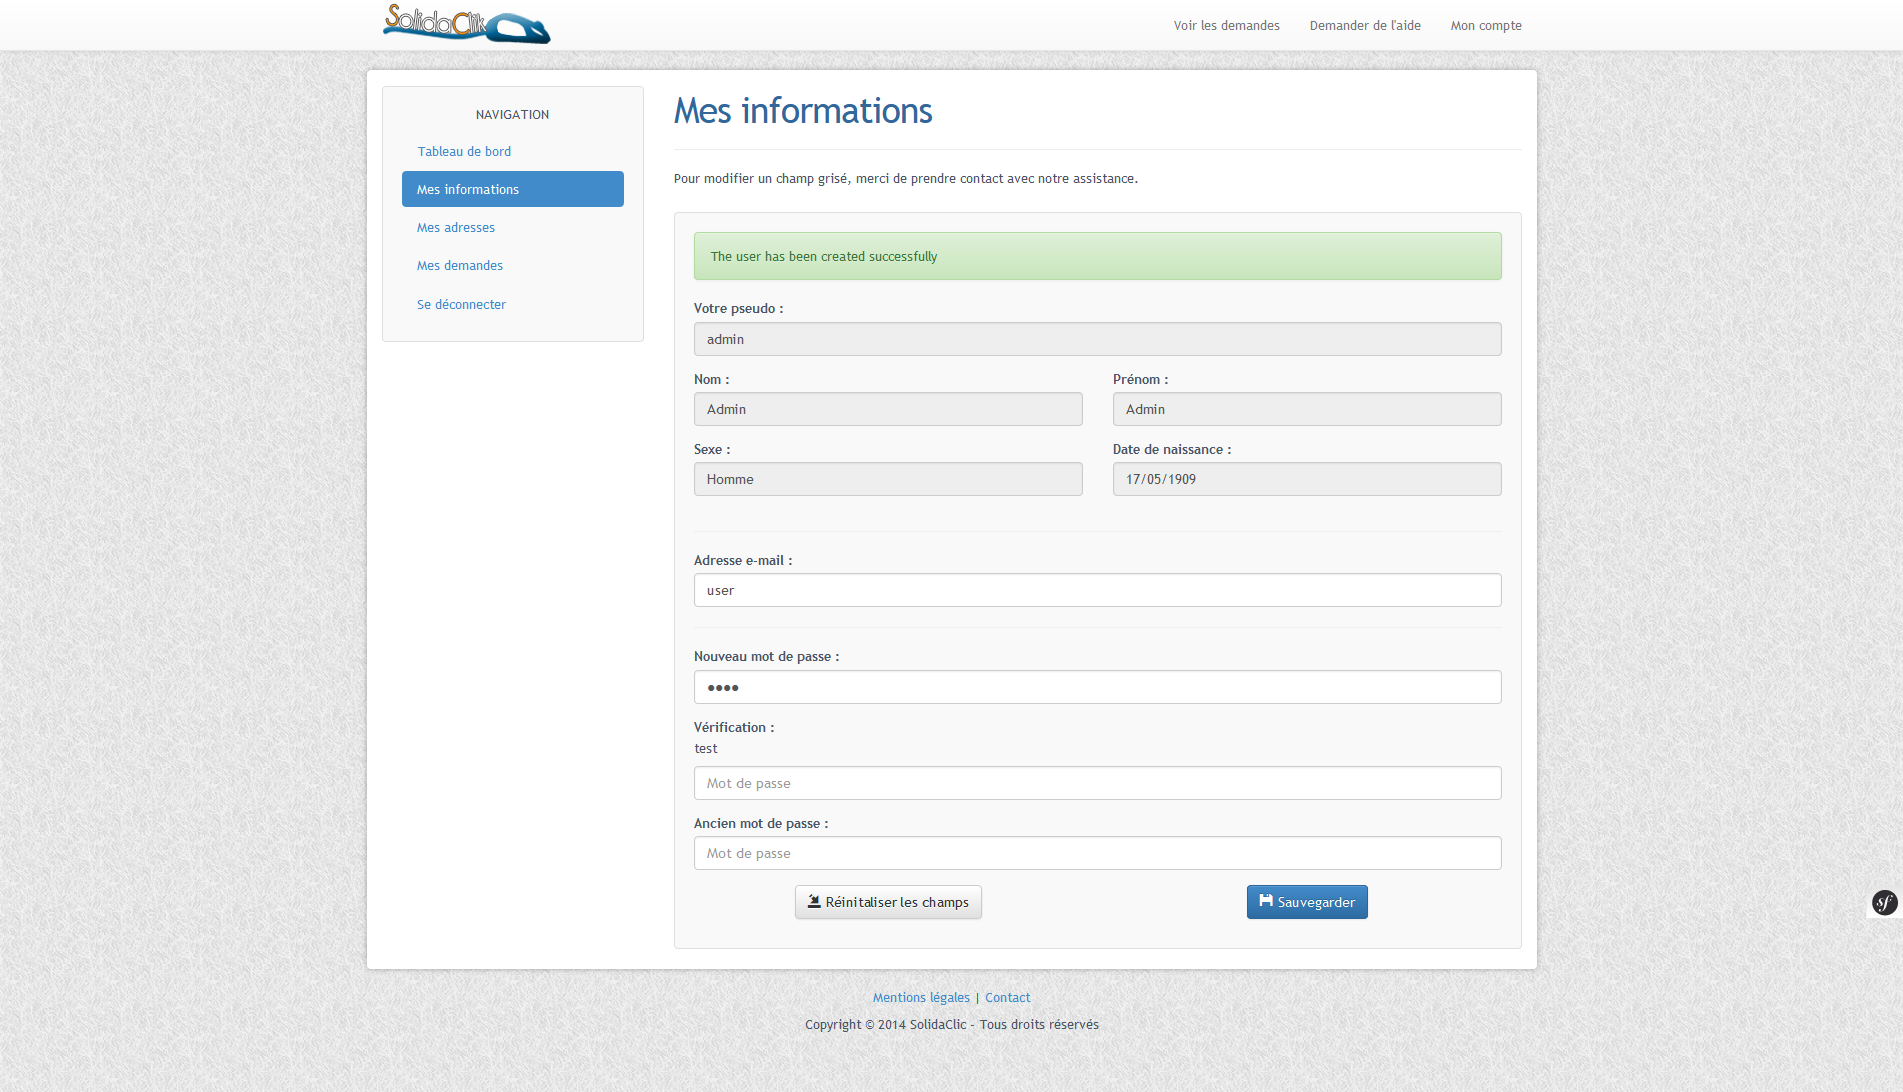 SolidaClik
Voir les demandes Demander de l'aide Mon compte
NAVIGATION
Tableau de bord
Mes informations
Mes adresses
Mes demandes
Se déconnecter
Mes informations
Pour modifier un champ grisé, merci de prendre contact avec notre assistance.
The user has been created successfully
Votre pseudo :
admin
Nom : Prénom :
Admin Admin
Sexe : Date de naissance :
Homme 17/05/1909
Adresse e-mail :
user
Nouveau mot de passe :
••••
Vérification :
test
Mot de passe
Ancien mot de passe :
Mot de passe
Réinitaliser les champs Sauvegarder
sf
Mentions légales | Contact
Copyright © 2014 SolidaClic - Tous droits réservés